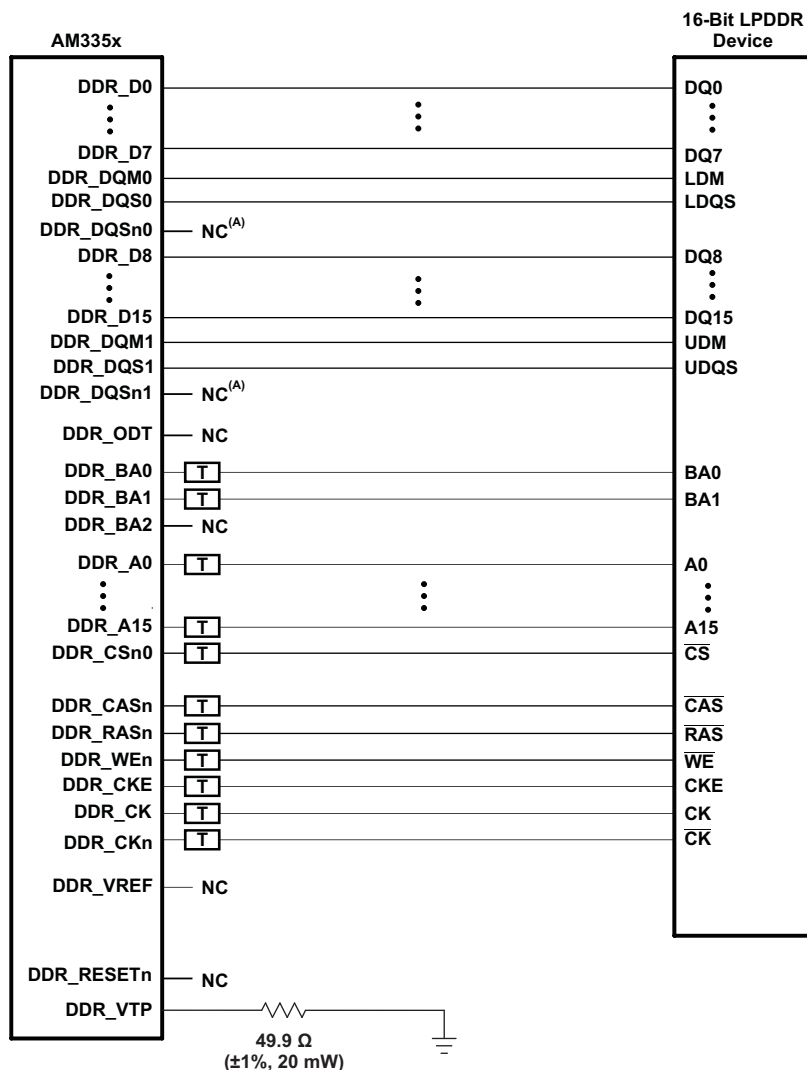 AM335x
16-Bit LPDDR
Device
DDR_D0
DQ0
DDR_D7
DQ7
DDR_DQM0
LDM
DDR_DQS0
LDQS
DDR_DQSn0
NC(A)
DDR_D8
DQ8
DDR_D15
DQ15
DDR_DQM1
UDM
DDR_DQS1
UDQS
DDR_DQSn1
NC(A)
DDR_ODT
NC
DDR_BA0
T
BA0
DDR_BA1
T
BA1
DDR_BA2
NC
DDR_A0
T
A0
DDR_A15
T
A15
DDR_CSn0
T
CS
DDR_CASn
T
CAS
DDR_RASn
T
RAS
DDR_WEn
T
WE
DDR_CKE
T
CKE
DDR_CK
T
CK
DDR_CKn
T
CK
DDR_VREF
NC
DDR_RESETn
NC
DDR_VTP
49.9 Ω
(±1%, 20 mW)